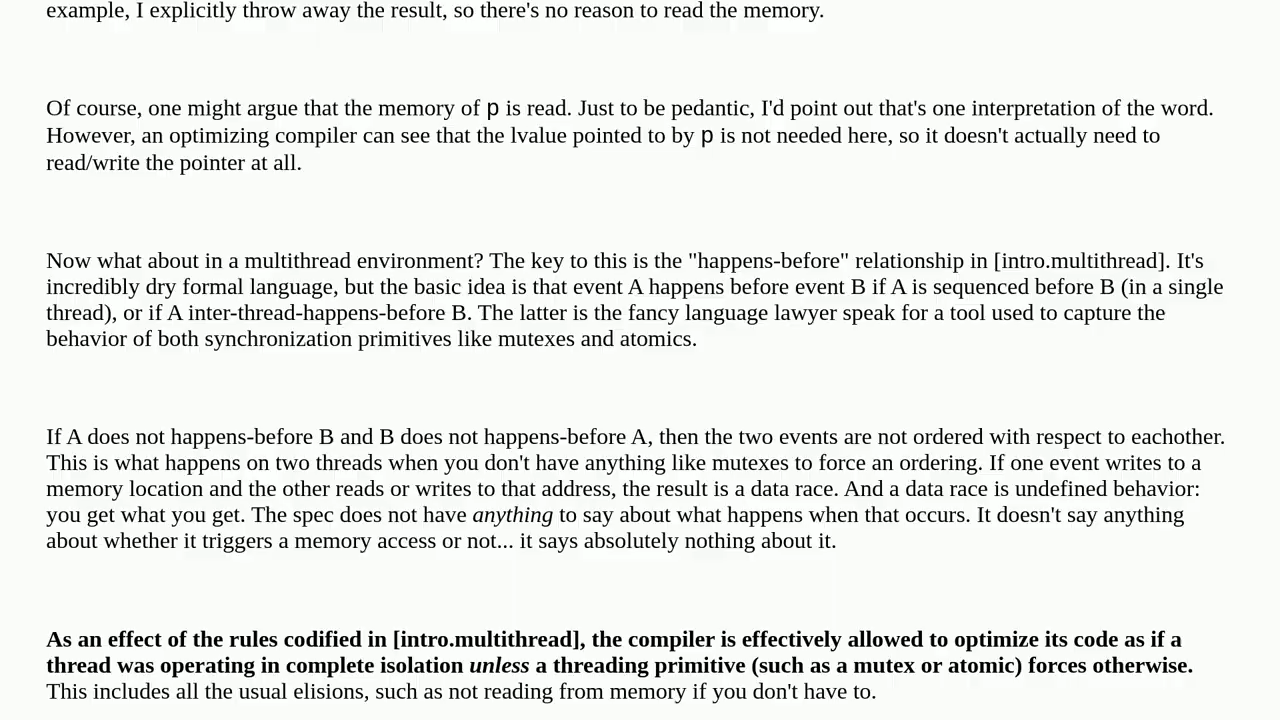 example, I explicitly throw away the result, so there's no reason to read the memory.
Of course, one might argue that the memory of p is read. Just to be pedantic, I'd point out that's one interpretation of the word.
However, an optimizing compiler can see that the lvalue pointed to by p is not needed here, so it doesn't actually need to
read/write the pointer at all.
Now what about in a multithread environment? The key to this is the "happens-before" relationship in [intro.multithread]. It's
incredibly dry formal language, but the basic idea is that event A happens before event B if A is sequenced before B (in a single
thread), or if A inter-thread-happens-before B. The latter is the fancy language lawyer speak for a tool used to capture the
behavior of both synchronization primitives like mutexes and atomics.
If A does not happens-before B and B does not happens-before A, then the two events are not ordered with respect to eachother.
This is what happens on two threads when you don't have anything like mutexes to force an ordering. If one event writes to a
memory location and the other reads or writes to that address, the result is a data race. And a data race is undefined behavior:
you get what you get. The spec does not have anything to say about what happens when that occurs. It doesn't say anything
about whether it triggers a memory access or not... it says absolutely nothing about it.
As an effect of the rules codified in [intro.multithread], the compiler is effectively allowed to optimize its code as if a
thread was operating in complete isolation unless a threading primitive (such as a mutex or atomic) forces otherwise.
This includes all the usual elisions, such as not reading from memory if you don't have to.